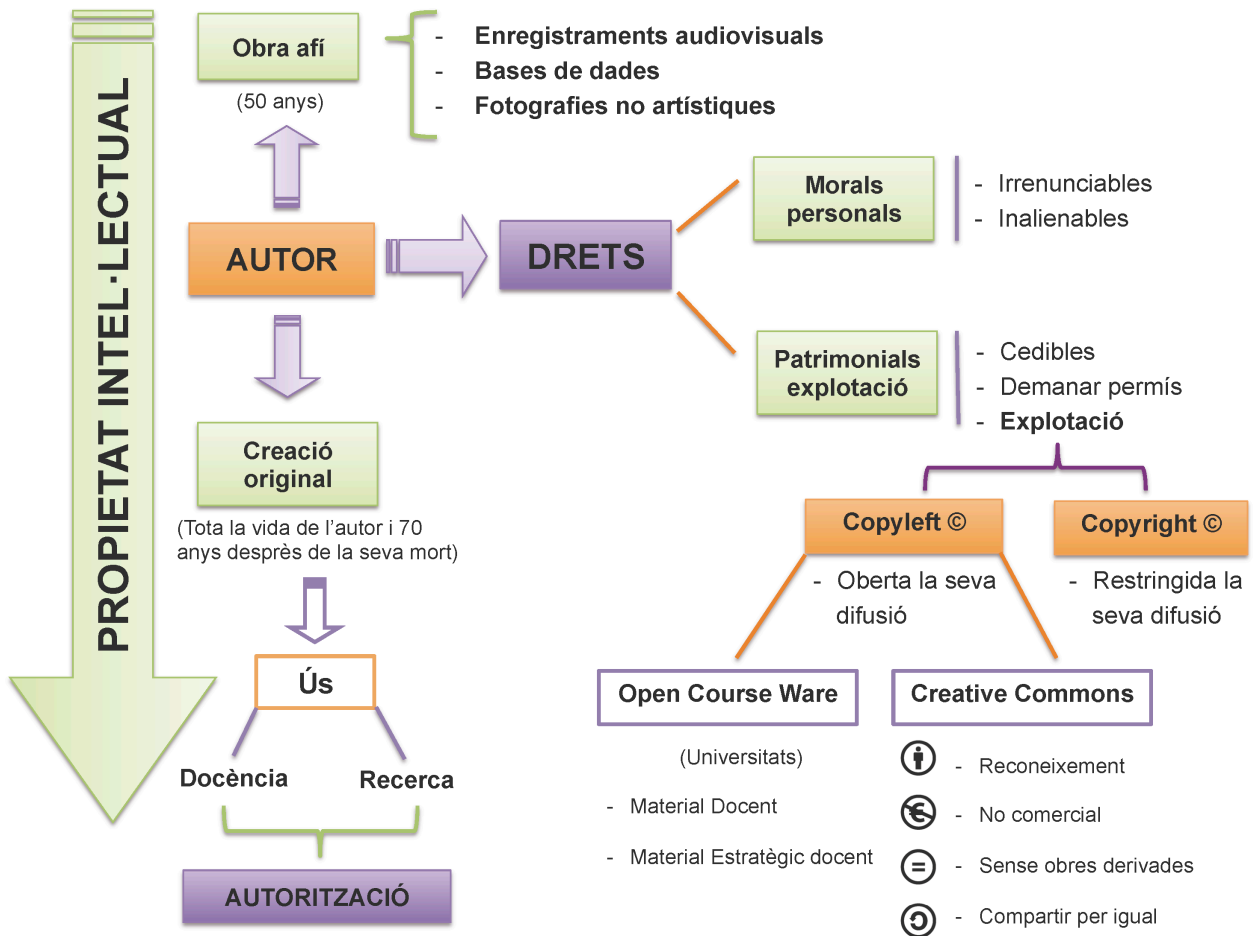 PROPIETAT INTEL·LECTUAL
Obra afí
(50 anys)
- Enregistraments audiovisuals
- Bases de dades
- Fotografies no artístiques
AUTOR
DRETS
Morals
personals
- Irrenunciables
- Inalienables
Patrimonials
explotació
- Cedibles
- Demanar permís
- Explotació
Creació
original
(Tota la vida de l’autor i 70
anys desprès de la seva mort)
Ús
Docència
Recerca
AUTORITZACIÓ
Copyleft ©
- Oberta la seva
difusió
Copyright ©
- Restringida la
seva difusió
Open Course Ware
(Universitats)
- Material Docent
- Material Estratègic docent
Creative Commons
- Reconeixement
- No comercial
- Sense obres derivades
- Compartir per igual